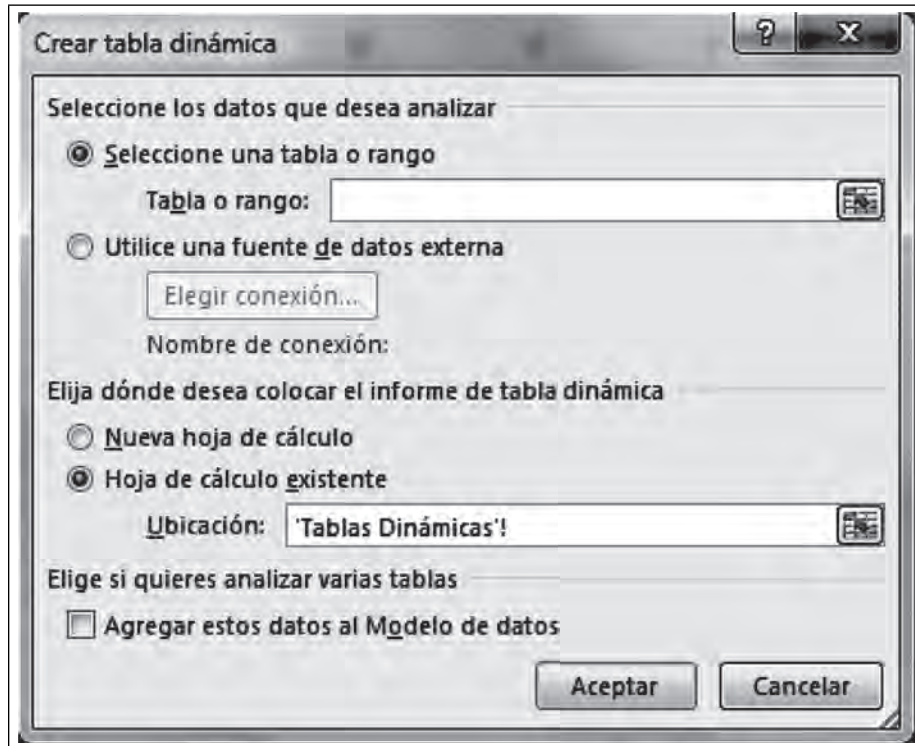 Crear tabla dinámica
Seleccione los datos que desea analizar
Seleccione una tabla o rango
Tabla o rango:
Utilice una fuente de datos externa
Elegir conexión...
Nombre de conexión:
Elija dónde desea colocar el informe de tabla dinámica
Nueva hoja de cálculo
Hoja de cálculo existente
Ubicación: 'Tablas Dinámicas'!
Elige si quieres analizar varias tablas
Agregar estos datos al Modelo de datos
Aceptar Cancelar